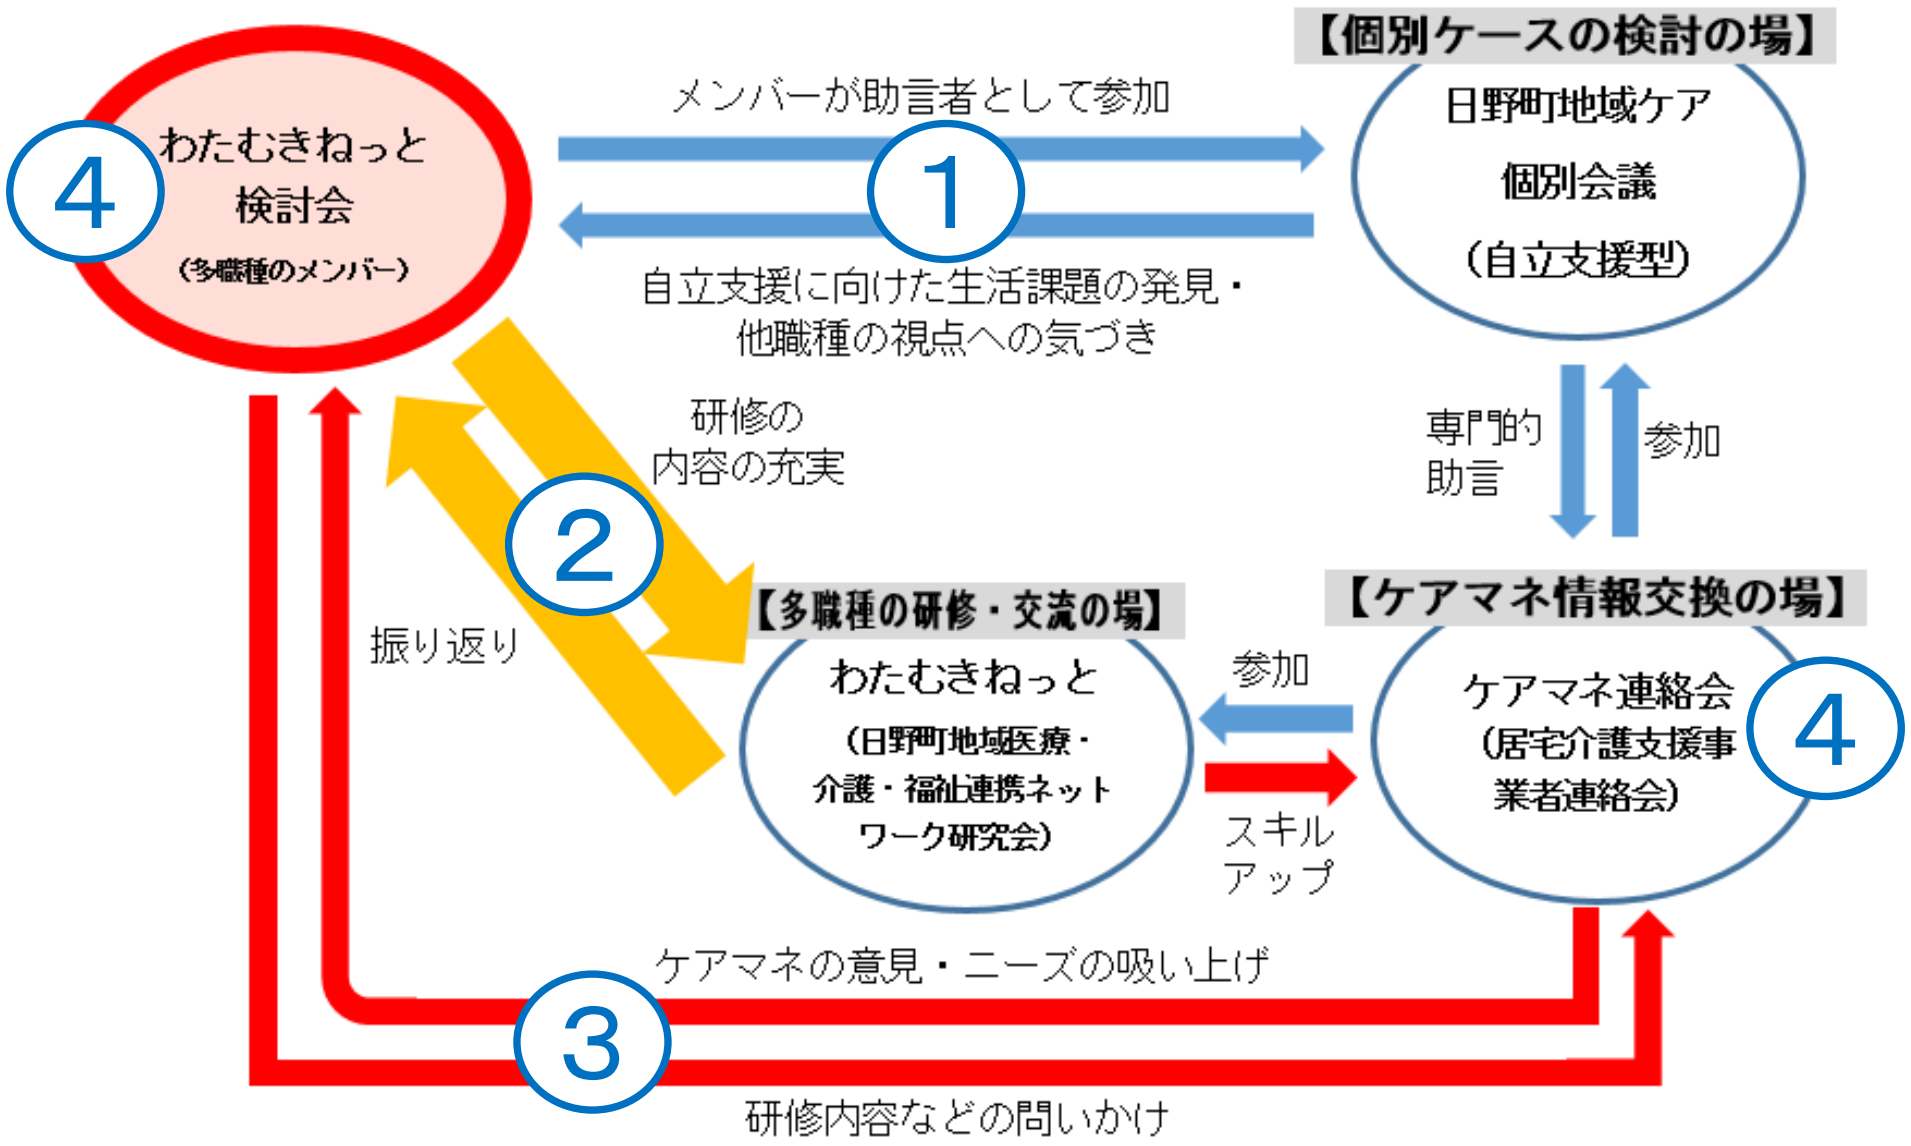 【個別ケースの検討の場】
日野町地域ケア
個別会議
（自立支援型）
メンバーが助言者として参加
わたむきねっと
検討会
（多職種のメンバー）
④
①
自立支援に向けた生活課題の発見・
他職種の視点への気づき
研修の
内容の充実
専門的
助言
参加
②
振り返り
【多職種の研修・交流の場】
わたむきねっと
（日野町地域医療・
介護・福祉連携ネット
ワーク研究会）
参加
スキル
アップ
【ケアマネ情報交換の場】
ケアマネ連絡会
（居宅介護支援事
業者連絡会）
④
ケアマネの意見・ニーズの吸い上げ
③
研修内容などの問いかけ